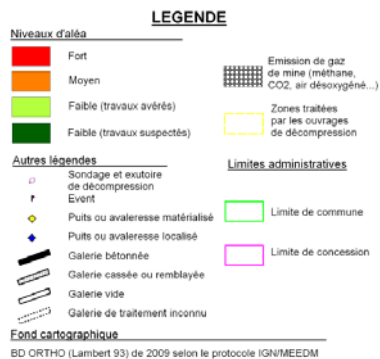 LEGENDE
Niveaux d'aléa
Fort
Moyen
Faible (travaux avérés)
Faible (travaux suspectés)
Emission de gaz
de mine (méthane,
CO2, air désoxygéné...)
Zones traitées
par les ouvrages
de décompression
Autres légendes
Sondage et exutoire
de décompression
Event
Puits ou avaleresse matérialisé
Puits ou avaleresse localisé
Galerie bétonnée
Galerie cassée ou remblayée
Galerie vide
Galerie de traitement inconnu
Limites administratives
Limite de commune
Limite de concession
Fond cartographique
BD ORTHO (Lambert 93) de 2009 selon le protocole IGN/MEEDM